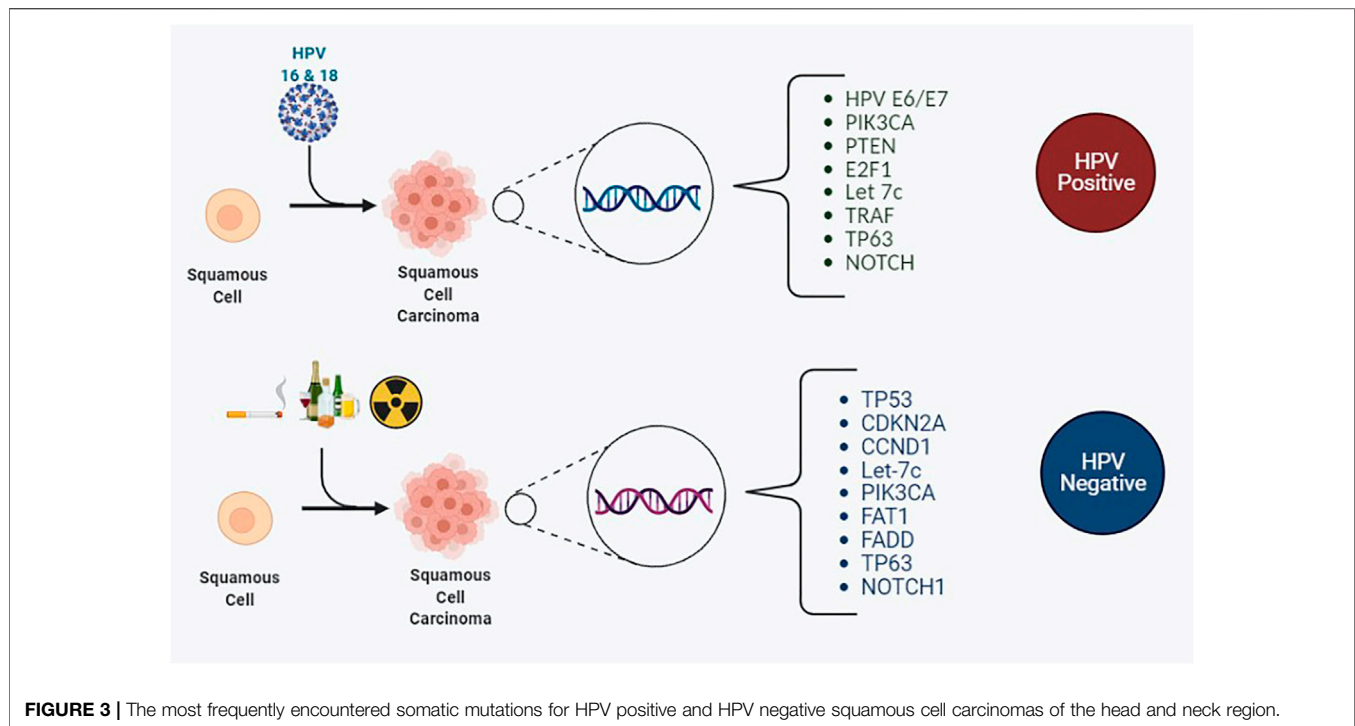 HPV
16 & 18
Squamous
Cell
Squamous
Cell
Carcinoma
• HPV E6/E7
• PIK3CA
• PTEN
• E2F1
• Let 7c
• TRAF
• TP63
• NOTCH
HPV
Positive
Squamous
Cell
Squamous
Cell
Carcinoma
• TP53
• CDKN2A
• CCND1
• Let-7c
• PIK3CA
• FAT1
• FADD
• TP63
• NOTCH1
HPV
Negative
FIGURE 3 | The most frequently encountered somatic mutations for HPV positive and HPV negative squamous cell carcinomas of the head and neck region.